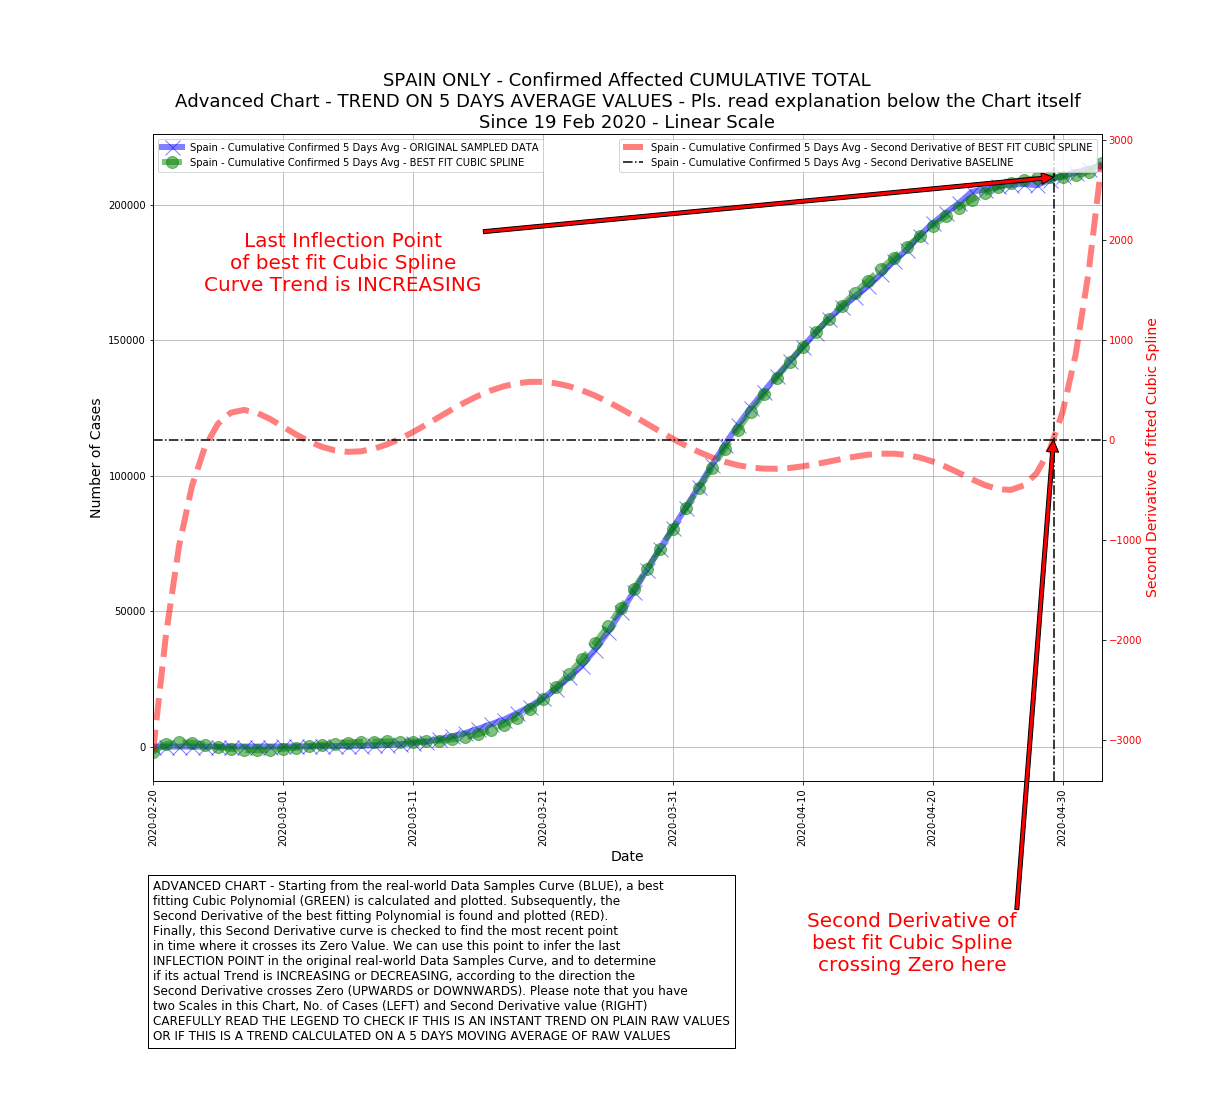 SPAIN ONLY - Confirmed Affected CUMULATIVE TOTAL
Advanced Chart - TREND ON 5 DAYS AVERAGE VALUES - Pls. read explanation below the Chart itself
Since 19 Feb 2020 - Linear Scale
Spain - Cumulative Confirmed 5 Days Avg - ORIGINAL SAMPLED DATA
Spain - Cumulative Confirmed 5 Days Avg - BEST FIT CUBIC SPLINE
Spain - Cumulative Confirmed 5 Days Avg - Second Derivative of BEST FIT CUBIC SPLINE
Spain - Cumulative Confirmed 5 Days Avg - Second Derivative BASELINE
Last Inflection Point
of best fit Cubic Spline
Curve Trend is INCREASING
Number of Cases
200000
150000
100000
50000
0
3000
2000
1000
0
−1000
−2000
−3000
Second Derivative of fitted Cubic Spline
2020-02-20
2020-03-01
2020-03-11
2020-03-21
2020-03-31
2020-04-10
2020-04-20
2020-04-30
Date
ADVANCED CHART - Starting from the real-world Data Samples Curve (BLUE), a best
fitting Cubic Polynomial (GREEN) is calculated and plotted. Subsequently, the
Second Derivative of the best fitting Polynomial is found and plotted (RED).
Finally, this Second Derivative curve is checked to find the most recent point
in time where it crosses its Zero Value. We can use this point to infer the last
INFLECTION POINT in the original real-world Data Samples Curve, and to determine
if its actual Trend is INCREASING or DECREASING, according to the direction the
Second Derivative crosses Zero (UPWARDS or DOWNWARDS). Please note that you have
two Scales in this Chart, No. of Cases (LEFT) and Second Derivative value (RIGHT)
CAREFULLY READ THE LEGEND TO CHECK IF THIS IS AN INSTANT TREND ON PLAIN RAW VALUES
OR IF THIS IS A TREND CALCULATED ON A 5 DAYS MOVING AVERAGE OF RAW VALUES
Second Derivative of
best fit Cubic Spline
crossing Zero here